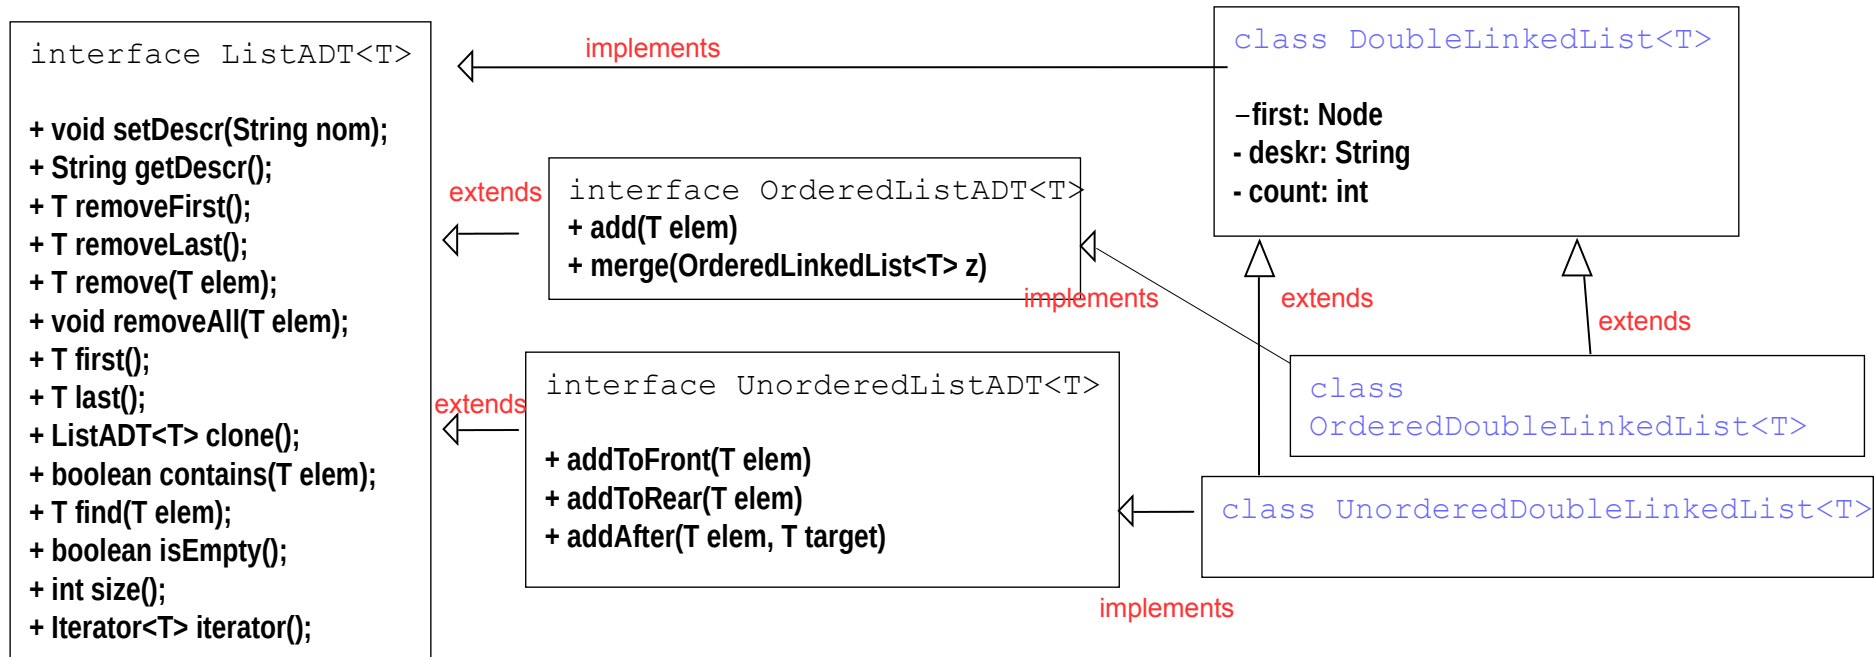 interface ListADT<T>
+ void setDescr(String nom);
+ String getDescr();
+ T removeFirst();
+ T removeLast();
+ T remove(T elem);
+ void removeAll(T elem);
+ T first();
+ T last();
+ ListADT<T> clone();
+ boolean contains(T elem);
+ T find(T elem);
+ boolean isEmpty();
+ int size();
+ Iterator<T> iterator();
implements
extends
interface OrderedListADT<T>
+ add(T elem)
+ merge(OrderedLinkedList<T> z)
implements
extends
interface UnorderedListADT<T>
+ addToFront(T elem)
+ addToRear(T elem)
+ addAfter(T elem, T target)
implements
class DoubleLinkedList<T>
–first: Node
- deskr: String
- count: int
extends
extends
class
OrderedDoubleLinkedList<T>
class UnorderedDoubleLinkedList<T>